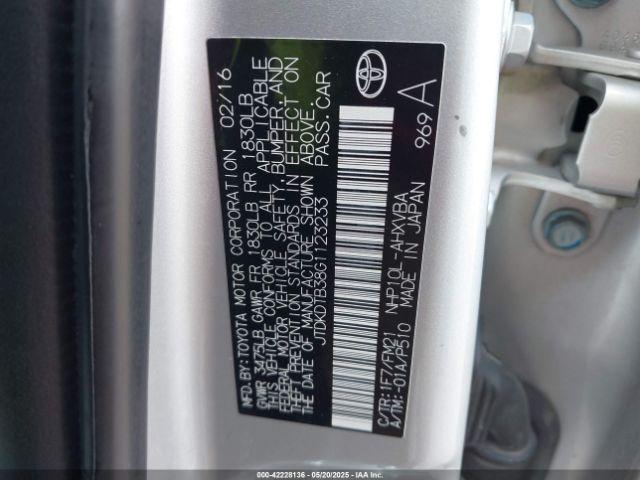 MFD.BY:TOYOTA MOTOR CORPORATION 02/16
GVWR 3475LB GAWR FR 1830LB RR 1830LB
THIS VEHICLE CONFORMS TO ALL APPLICABLE
FEDERAL MOTOR VEHICLE SAFETY, BUMPER AND
THEFT PREVENTION STANDARDS IN EFFECT ON
THE DATE OF MANUFACTURE SHOWN ABOVE.
JTDKDTB38G1123233 PASS.CAR
C/TR:1F7/FM21 NHP10L-AHXVBA
A/TM:-01A/P510 MADE IN JAPAN 969 A
000-42228136 - 05/20/2025 - IAAI.CA